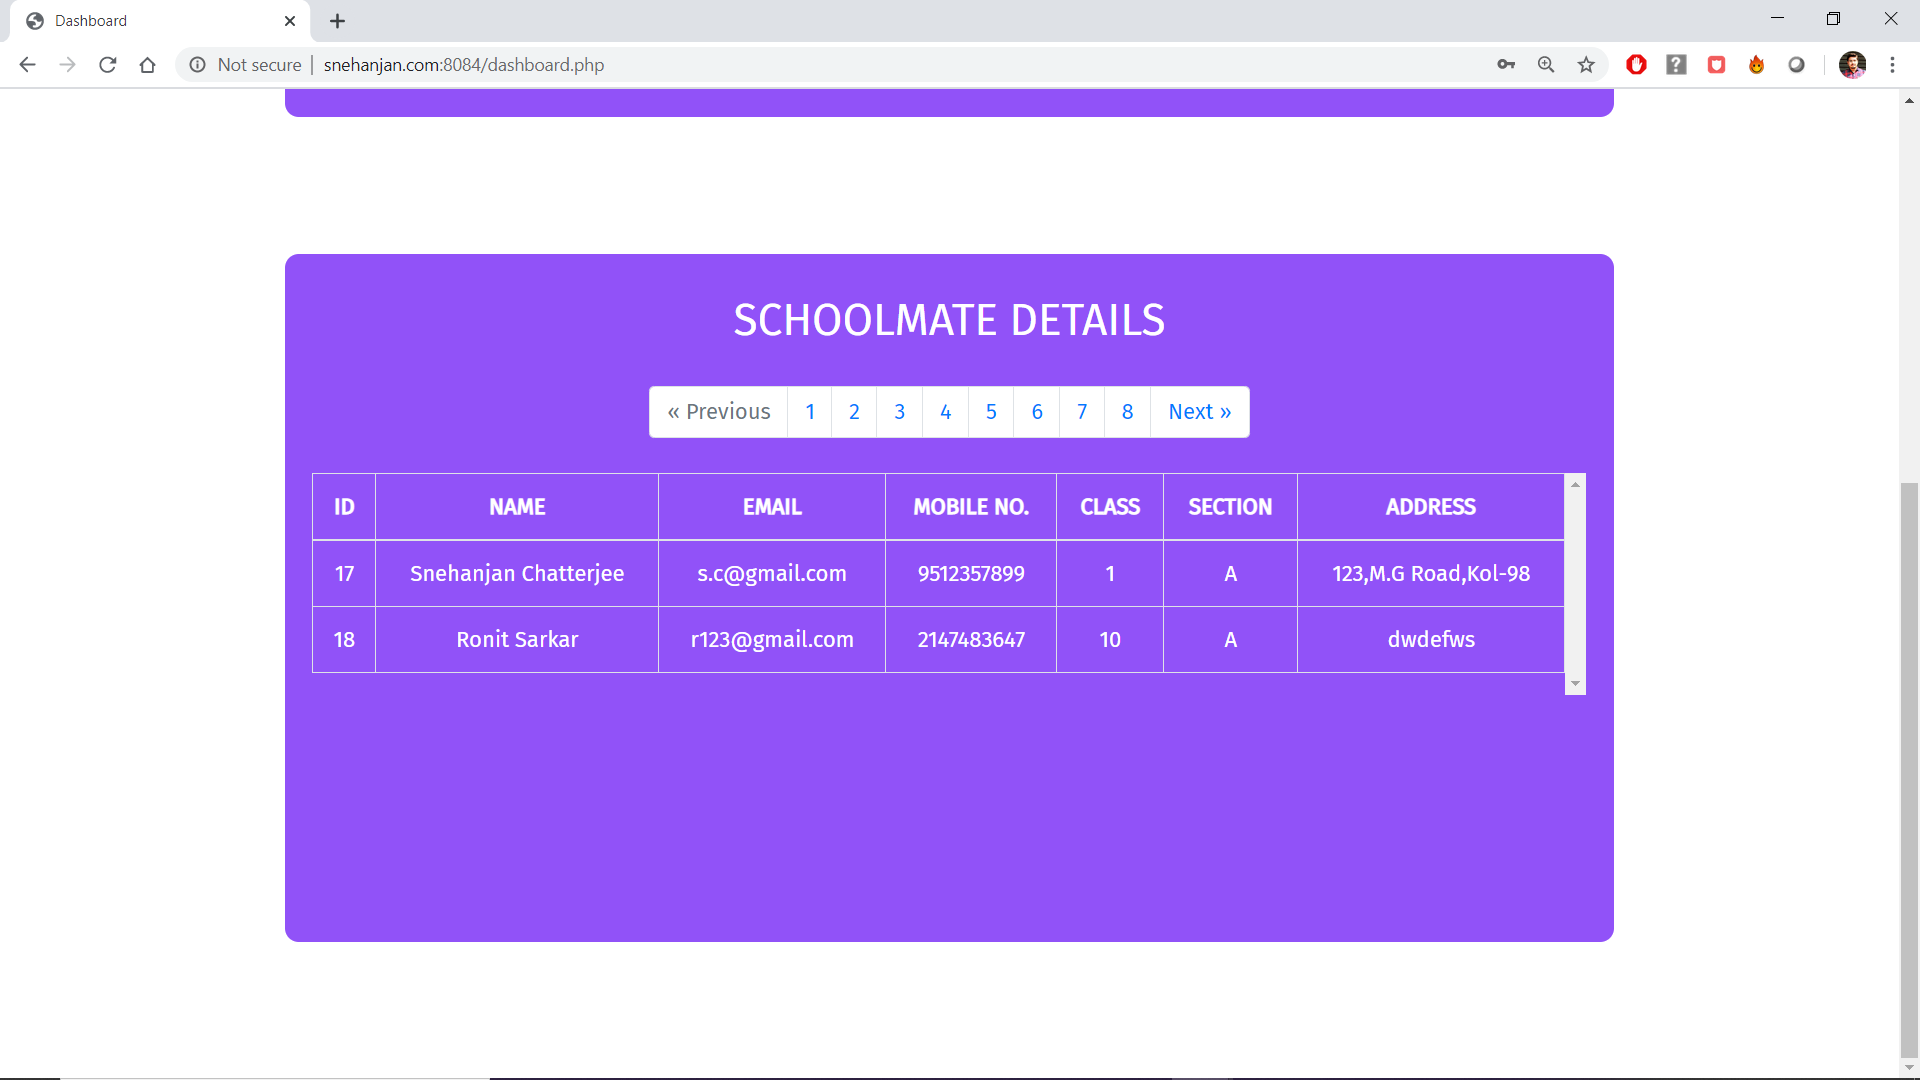 Dashboard
Not secure | snehanjan.com:8084/dashboard.php
SCHOOLMATE DETAILS
« Previous 1 2 3 4 5 6 7 8 Next »
ID NAME EMAIL MOBILE NO. CLASS SECTION ADDRESS
17 Snehanjan Chatterjee s.c@gmail.com 9512357899 1 A 123,M.G Road,Kol-98
18 Ronit Sarkar r123@gmail.com 2147483647 10 A dwdefws